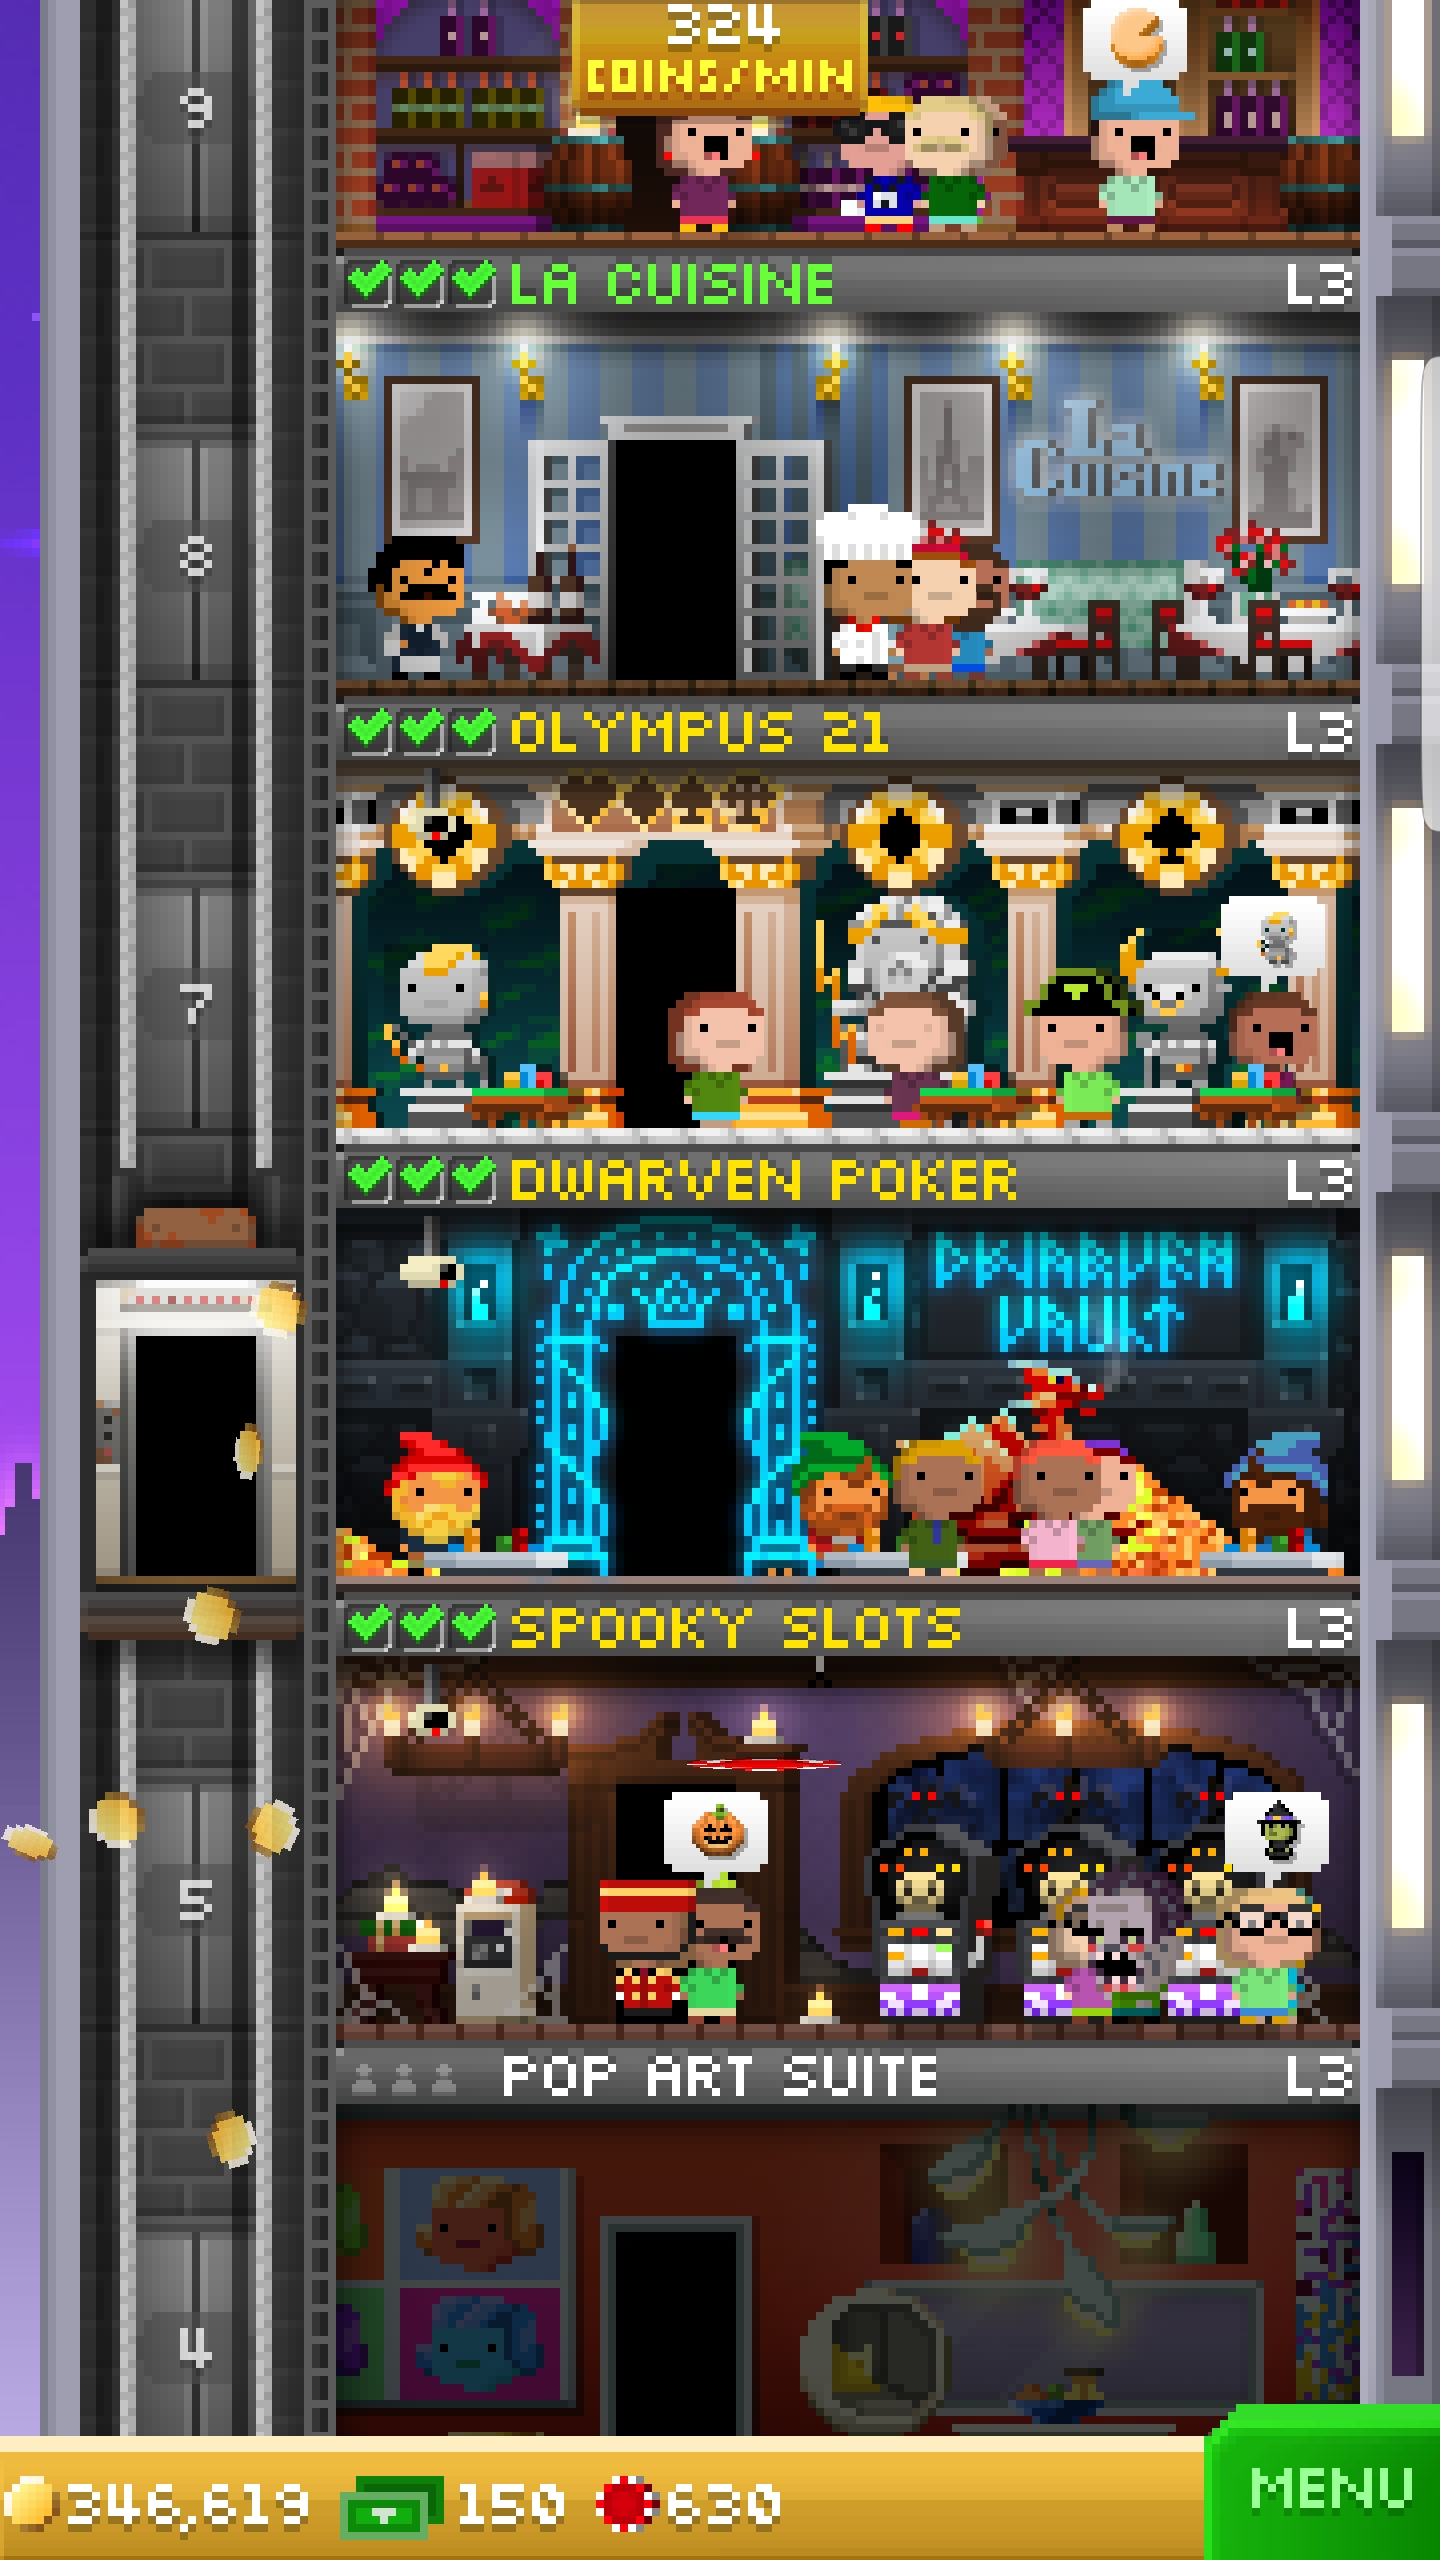 324
COINS/MIN
9
LA CUISINE L3
La
Cuisine
8
OLYMPUS 21 L3
7
DWARVEN POKER L3
DWARVEN
VAULT
SPOOKY SLOTS L3
5
POP ART SUITE L3
4
346,619 150 630
MENU